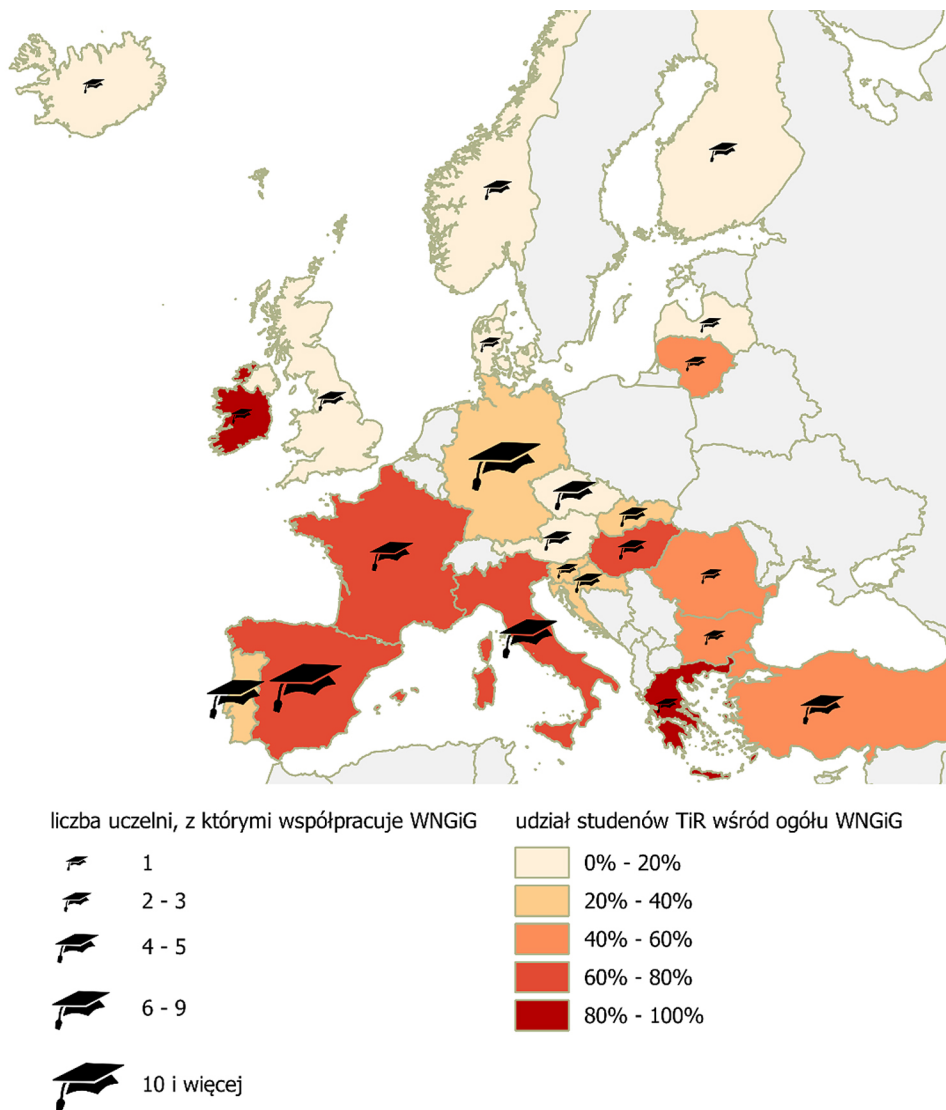 liczba uczelni, z którymi współpracuje WNGiG
1
2 - 3
4 - 5
6 - 9
10 i więcej
udział studenów TiR wśród ogółu WNGiG
0% - 20%
20% - 40%
40% - 60%
60% - 80%
80% - 100%